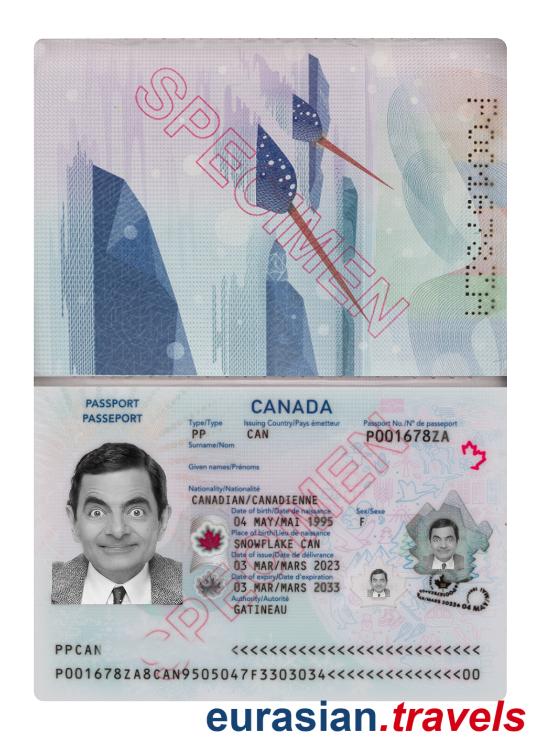 SPECIMEN
P001678ZA
PASSPORT
PASSEPORT
CANADA
Type/Type Issuing Country/Pays émetteur Passport No./N° de passeport
PP CAN P001678ZA
Surname/Nom
Given names/Prénoms
Nationality/Nationalité
CANADIAN/CANADIENNE
Date of birth/Date de naissance Sex/Sexe
04 MAY/MAI 1995 F
Place of birth/Lieu de naissance
SNOWFLAKE CAN
Date of issue/Date de délivrance
03 MAR/MARS 2023
Date of expiry/Date d'expiration
03 MAR/MARS 2033
Authority/Autorité
GATINEAU
SPECIMEN
PPCAN <<<<<<<<<<<<<<<<<<<<<<<<<<<
P001678ZA8CAN9505047F3303034<<<<<<<<<<<<<<00
eurasian.travels